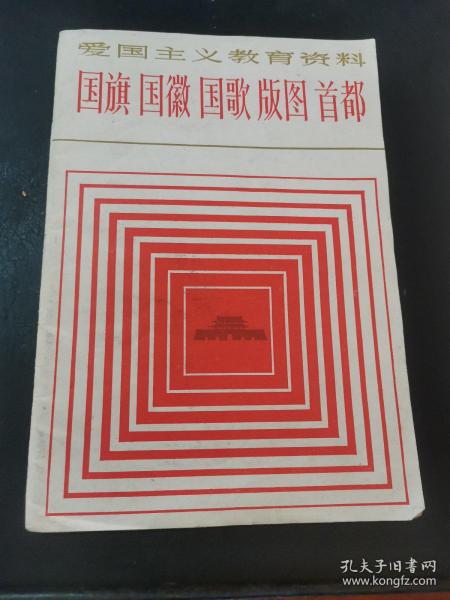 爱国主义教育资料
国旗 国徽 国歌 版图 首都
孔夫子旧书网
www.kongfz.com